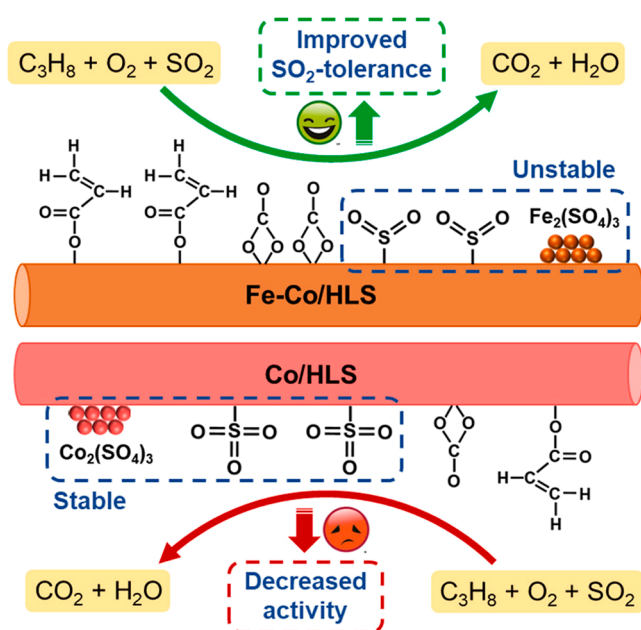 C₃H₈ + O₂ + SO₂
Improved
SO₂-tolerance
CO₂ + H₂O
Unstable
H H
C
C H
O=C
O
H H
C
C H
O=C
O
O
C
O O
O
C
O O
O O
S
O O
S
Fe₂(SO₄)₃
Fe-Co/HLS
Co/HLS
Co₂(SO₄)₃
O=S=O
O
O=S=O
O
O O
C
O
O
C=O
H C
C H
H
Stable
CO₂ + H₂O
Decreased
activity
C₃H₈ + O₂ + SO₂